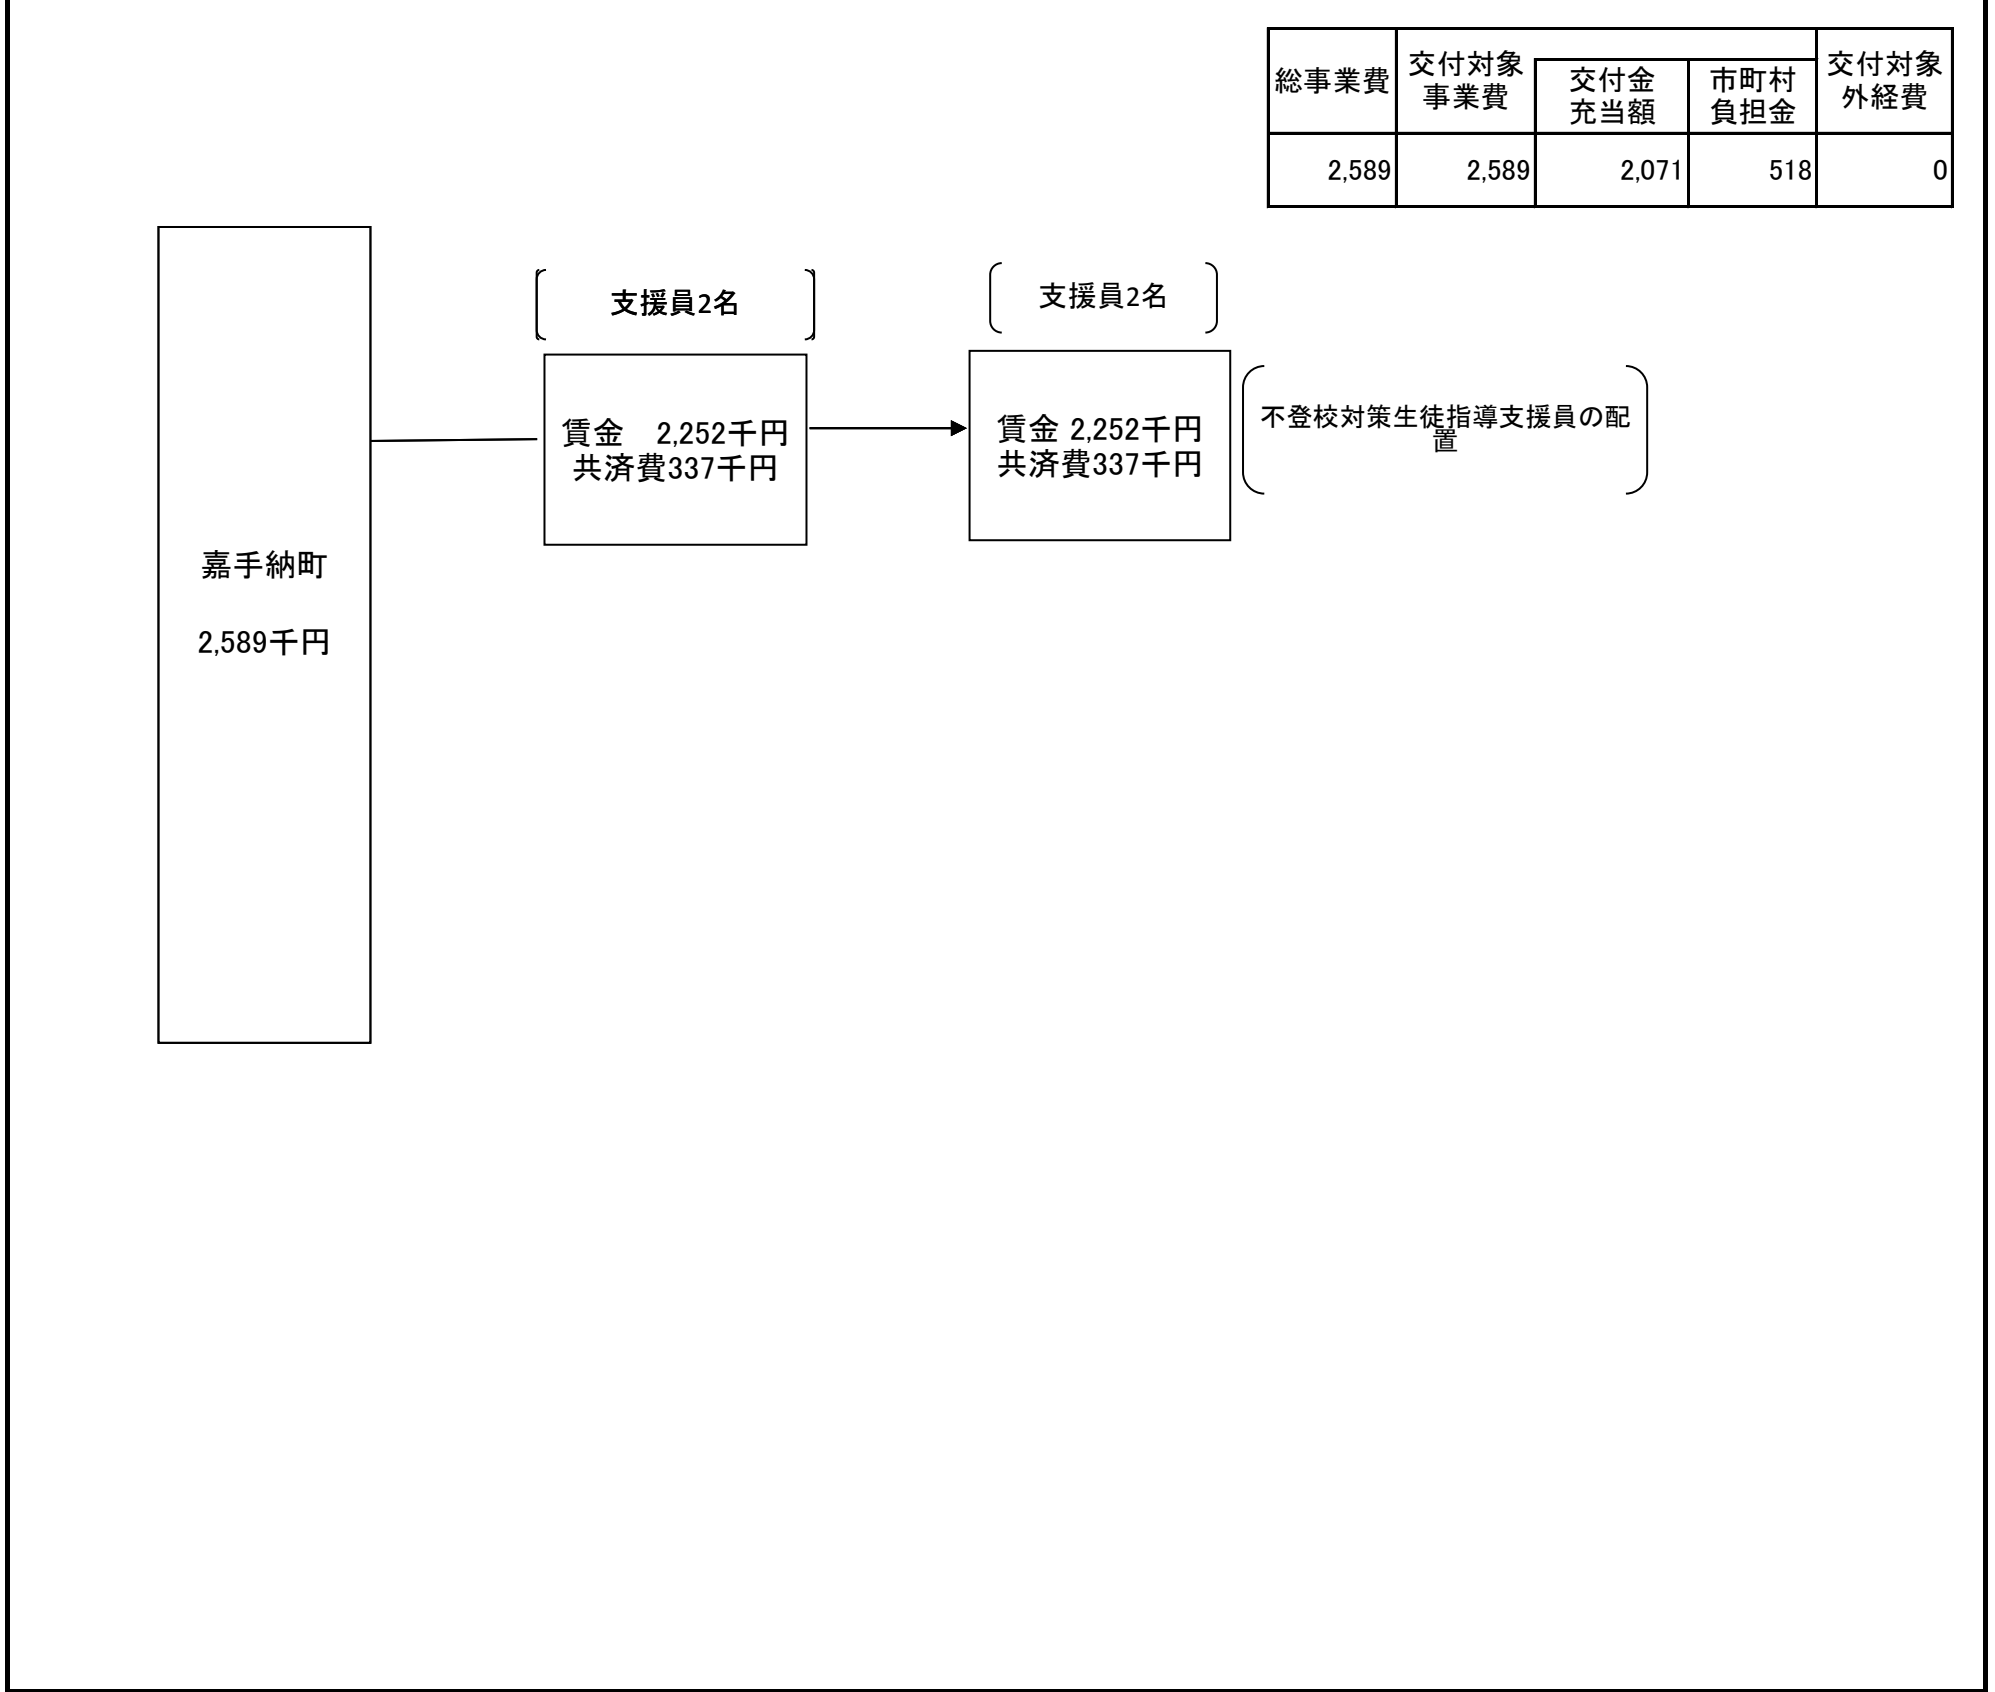 総事業費
交付対象
事業費
交付金
充当額
市町村
負担金
交付対象
外経費
2,589 2,589 2,071 518 0
支援員2名
支援員2名
賃金　2,252千円
共済費337千円
賃金 2,252千円
共済費337千円
不登校対策生徒指導支援員の配
置
嘉手納町
2,589千円